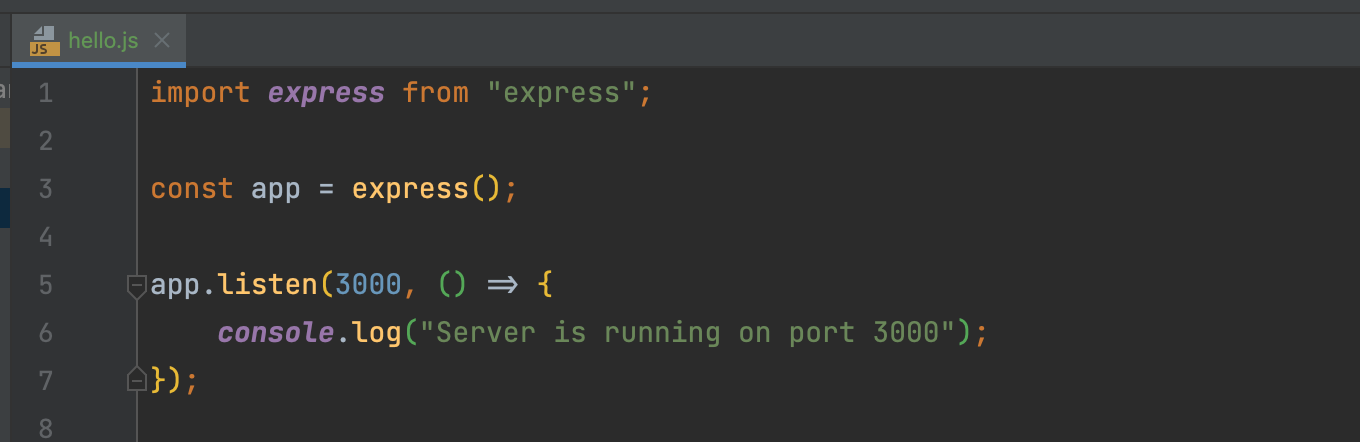 hello.js
JS
1 import express from "express";
2
3 const app = express();
4
5 app.listen(3000, () => {
6     console.log("Server is running on port 3000");
7 });
8